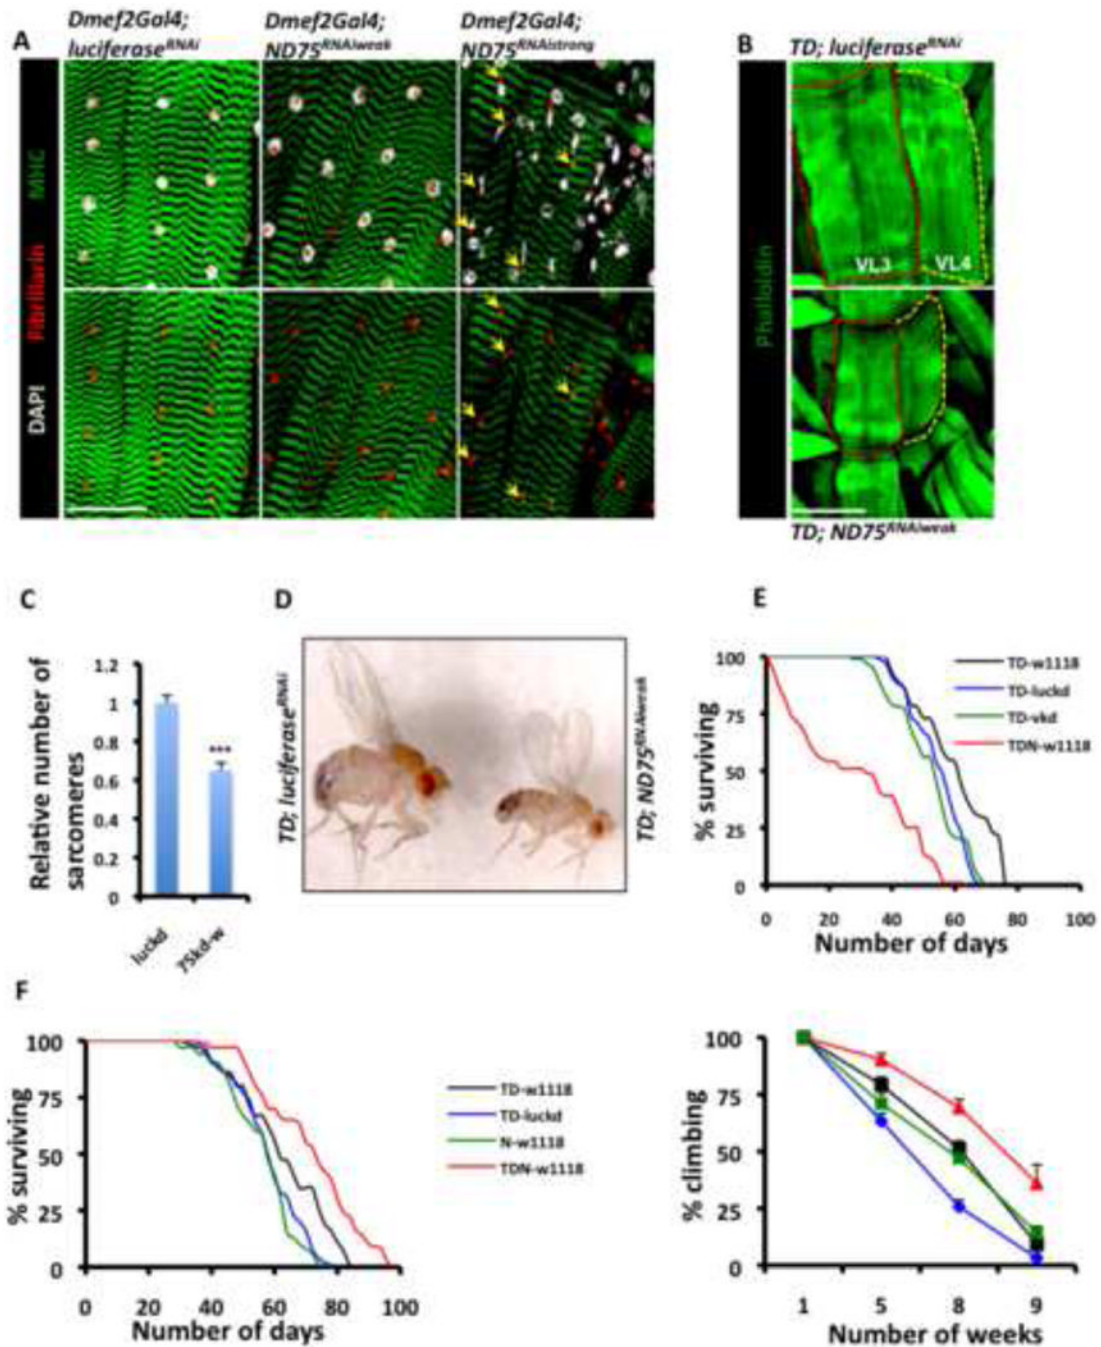 A
Dmef2Gal4;
luciferase^RNAi
Dmef2Gal4;
ND75^RNAiweak
Dmef2Gal4;
ND75^RNAistrong
DAPI Fibrillarin MHC
B
TD; luciferase^RNAi
Phalloidin
VL3 VL4
TD; ND75^RNAiweak
C
Relative number of
sarcomeres
1.2
1
0.8
0.6
0.4
0.2
0
***
luckd
75kd-w
D
TD; luciferase^RNAi
TD; ND75^RNAiweak
E
% surviving
100
75
50
25
0
0 20 40 60 80 100
Number of days
TD-w1118
TD-luckd
TD-vkd
TDN-w1118
F
% surviving
100
75
50
25
0
0 20 40 60 80 100
Number of days
TD-w1118
TD-luckd
N-w1118
TDN-w1118
% climbing
100
75
50
25
0
1 5 8 9
Number of weeks